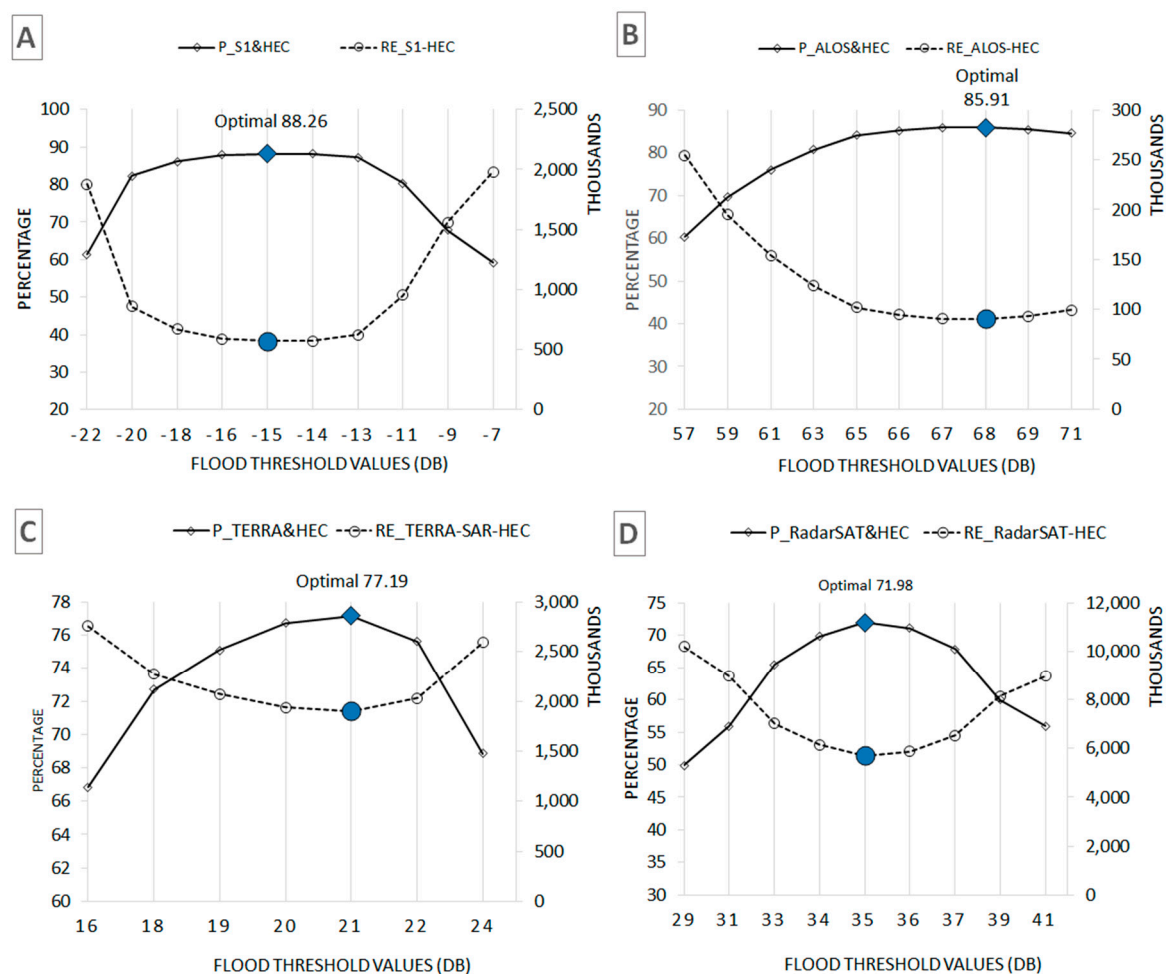 A
P_S1&HEC RE_S1-HEC
Optimal 88.26
PERCENTAGE
100
90
80
70
60
50
40
30
20
2,500
2,000
1,500
1,000
500
0
THOUSANDS
-22 -20 -18 -16 -15 -14 -13 -11 -9 -7
FLOOD THRESHOLD VALUES (DB)
B
P_ALOS&HEC RE_ALOS-HEC
Optimal
85.91
PERCENTAGE
90
80
70
60
50
40
30
20
300
250
200
150
100
50
0
THOUSANDS
57 59 61 63 65 66 67 68 69 71
FLOOD THRESHOLD VALUES (DB)
C
P_TERRA&HEC RE_TERRA-SAR-HEC
Optimal 77.19
PERCENTAGE
78
76
74
72
70
68
66
64
62
60
3,000
2,500
2,000
1,500
1,000
500
0
THOUSANDS
16 18 19 20 21 22 24
FLOOD THRESHOLD VALUES (DB)
D
P_RadarSAT&HEC RE_RadarSAT-HEC
Optimal 71.98
PERCENTAGE
75
70
65
60
55
50
45
40
35
30
12,000
10,000
8,000
6,000
4,000
2,000
0
THOUSANDS
29 31 33 34 35 36 37 39 41
FLOOD THRESHOLD VALUES (DB)